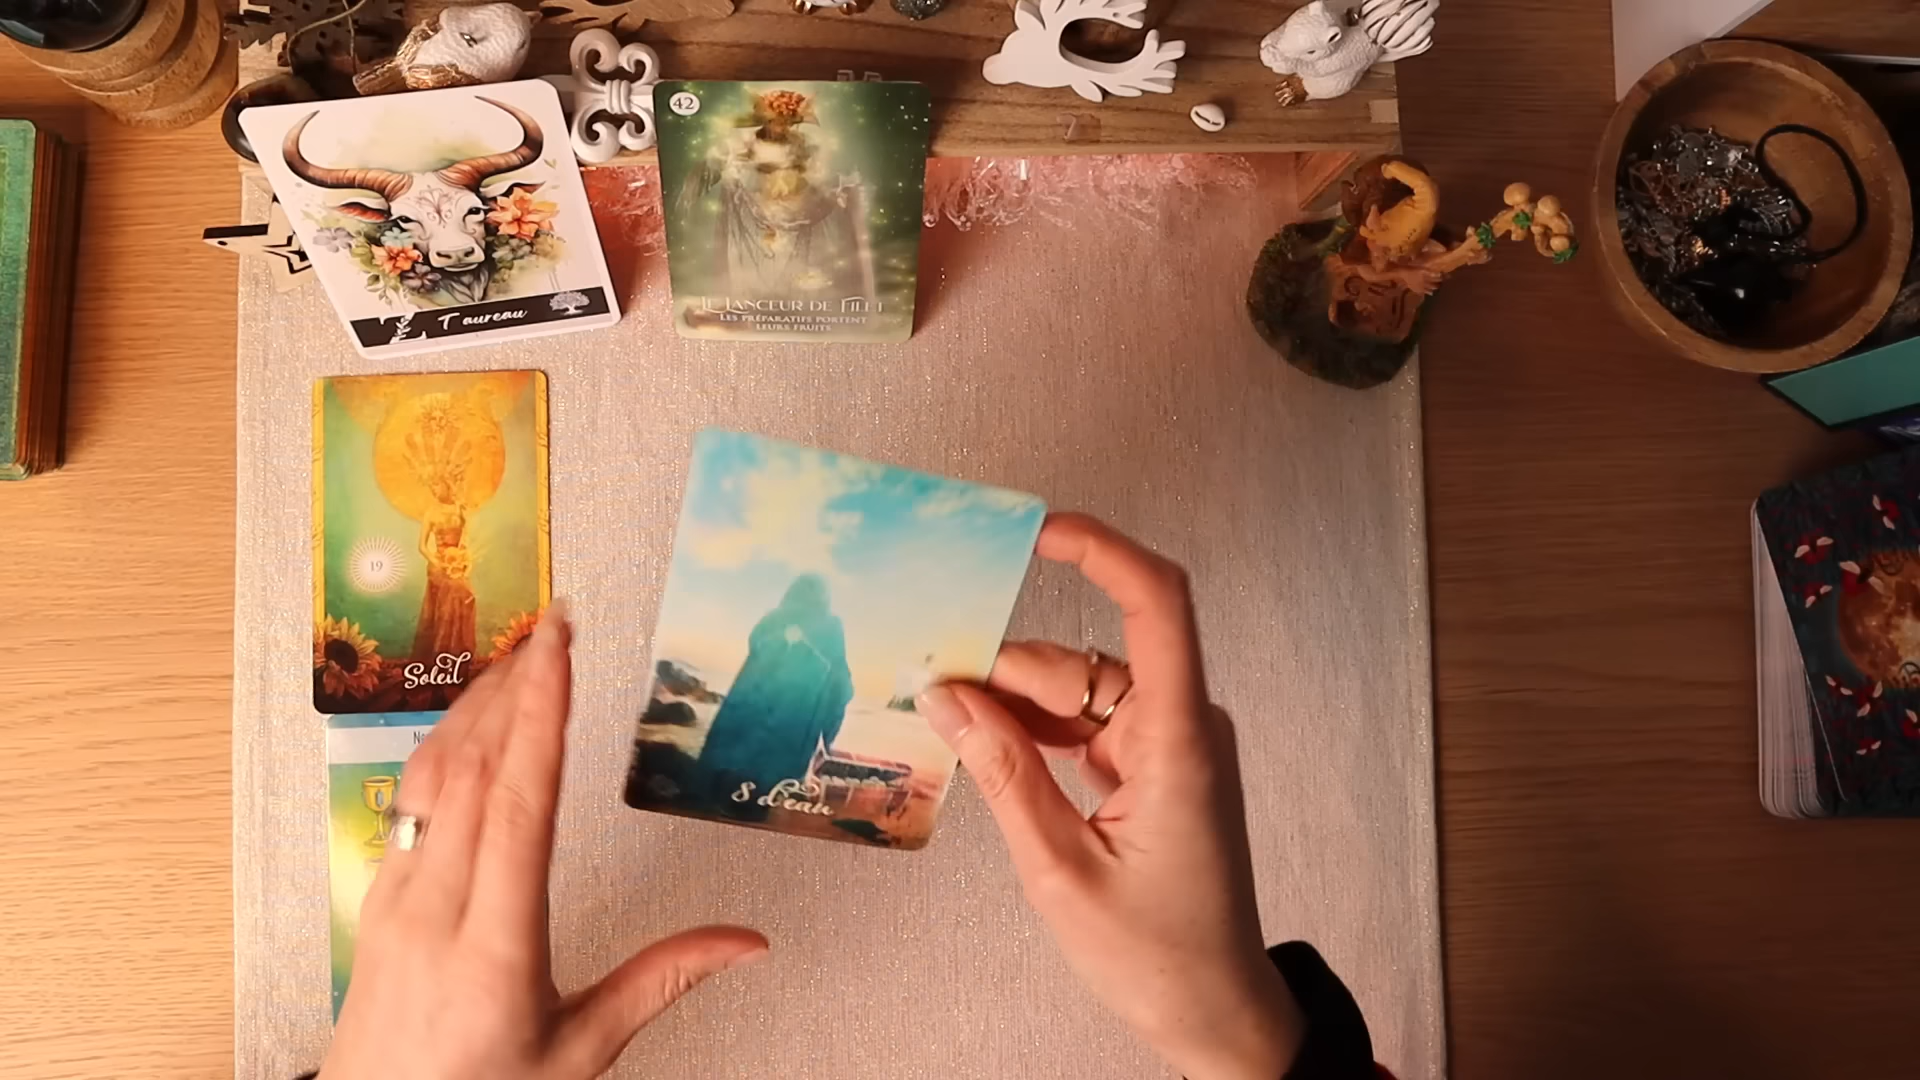 42
Taureau
LE LANCEUR DE FILET
LES PRÉPARATIFS PORTENT
LEURS FRUITS
19
Soleil
8 d'eau